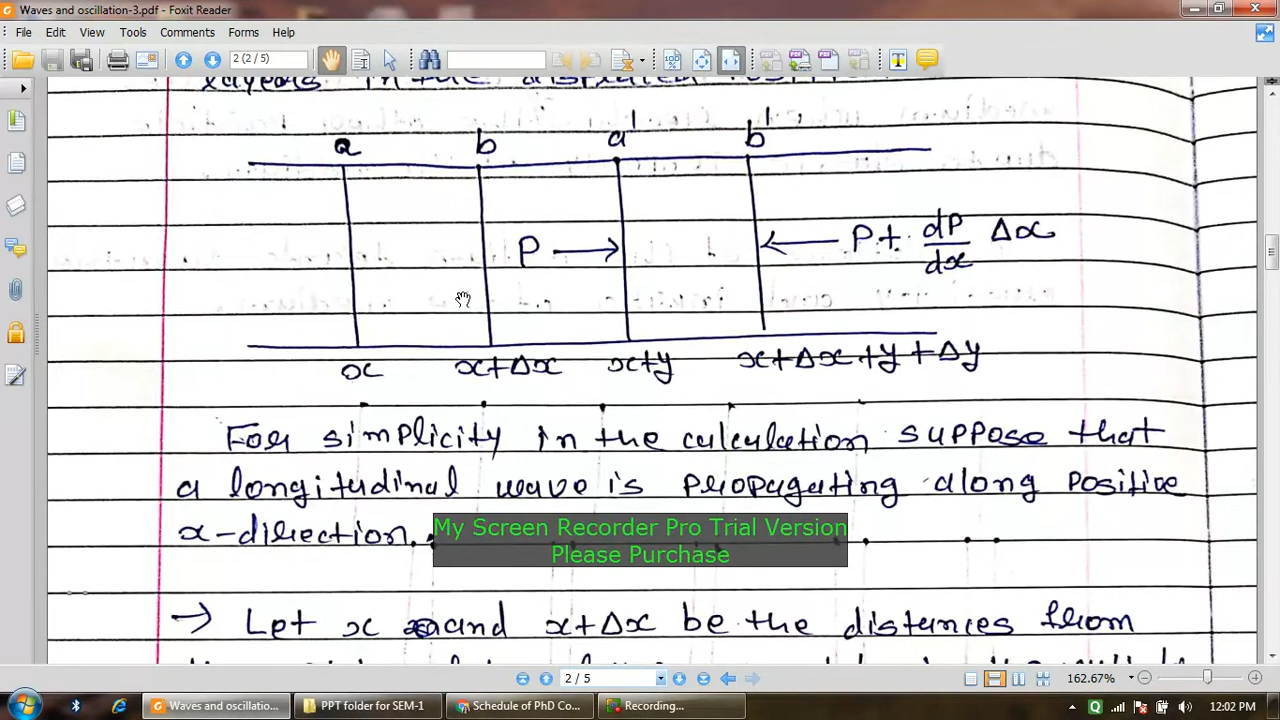 Waves and oscillation-3.pdf - Foxit Reader
File Edit View Tools Comments Forms Help
2 (2 / 5)
layers in the
a b a' b'
P → ← P + dP/dx Δx
x x+Δx x+y x+Δx+y+Δy
For simplicity in the calculation suppose that
a longitudinal wave is propagating along positive
x-direction.
My Screen Recorder Pro Trial Version
Please Purchase
→ Let x and x+Δx be the distances from
2 / 5 162.67%
Waves and oscillatio... PPT folder for SEM-1 Schedule of PhD Co... Recording... 12:02 PM